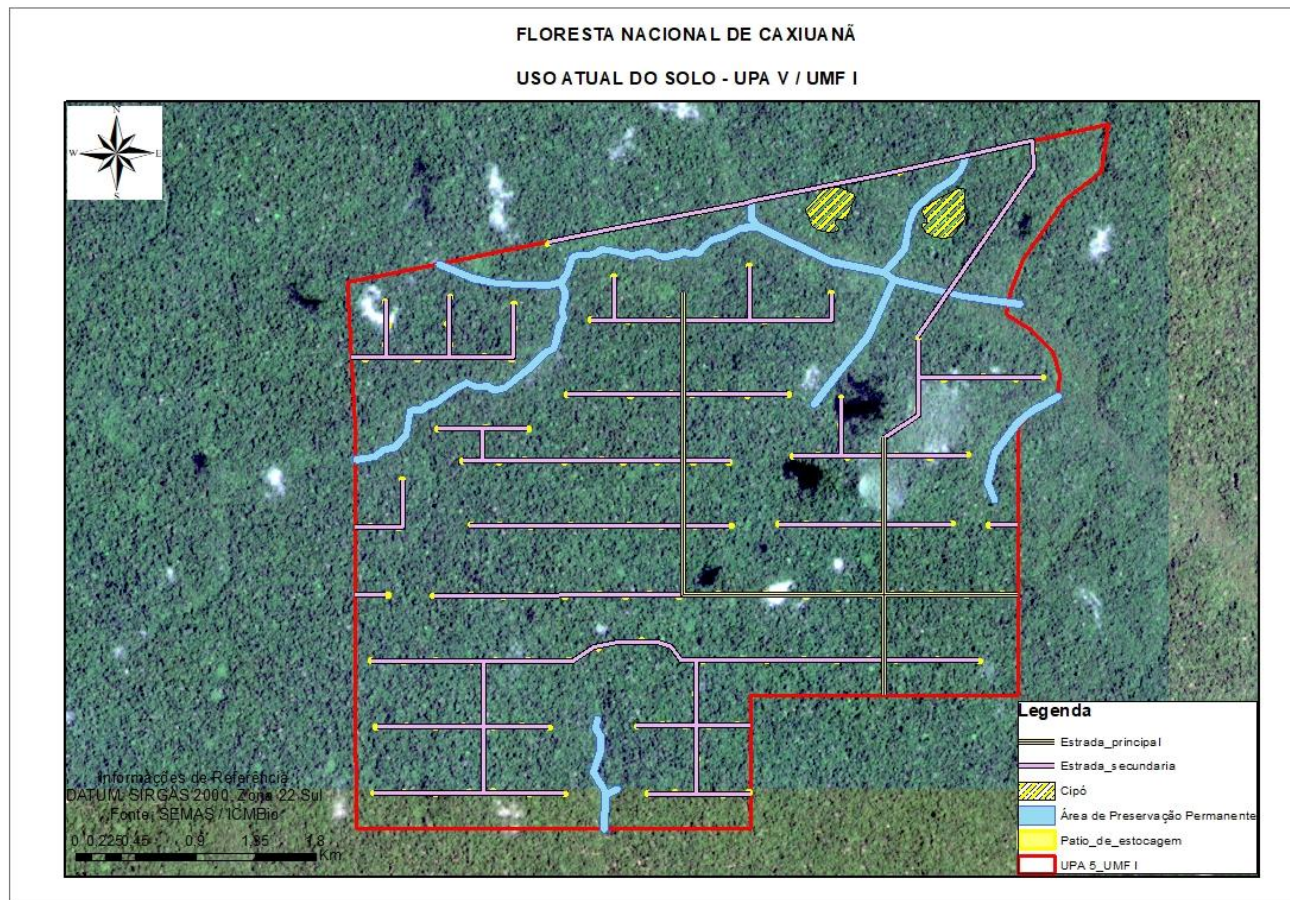 FLORESTA NACIONAL DE CAXIUANÃ
USO ATUAL DO SOLO - UPA V / UMF I
N
W E
S
Legenda
Estrada_principal
Estrada_secundaria
Cipó
Área de Preservação Permanente
Patio_de_estocagem
UPA 5_UMF I
Informações de Referência
DATUM: SIRGAS 2000, Zona 22 Sul
Fonte: SEMAS / ICMBio
0 0,225 0,45 0,9 1,35 1,8
Km